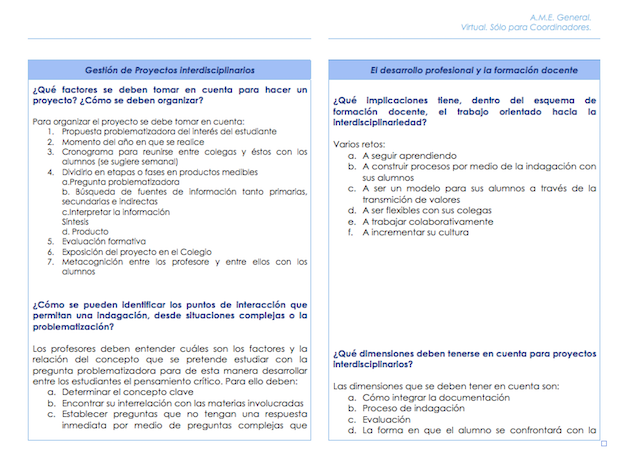 A.M.E. General.
Virtual. Sólo para Coordinadores.
Gestión de Proyectos interdisciplinarios
¿Qué factores se deben tomar en cuenta para hacer un
proyecto? ¿Cómo se deben organizar?
Para organizar el proyecto se debe tomar en cuenta:
1. Propuesta problematizadora del interés del estudiante
2. Momento del año en que se realice
3. Cronograma para reunirse entre colegas y éstos con los
alumnos (se sugiere semanal)
4. Dividirlo en etapas o fases en productos medibles
a.Pregunta problematizadora
b. Búsqueda de fuentes de información tanto primarias,
secundarias e indirectas
c.Interpretar la información
Síntesis
d. Producto
5. Evaluación formativa
6. Exposición del proyecto en el Colegio
7. Metacognición entre los profesore y entre ellos con los
alumnos
¿Cómo se pueden identificar los puntos de interacción que
permitan una indagación, desde situaciones complejas o la
problematización?
Los profesores deben entender cuáles son los factores y la
relación del concepto que se pretende estudiar con la
pregunta problematizadora para de esta manera desarrollar
entre los estudiantes el pensamiento crítico. Para ello deben:
a. Determinar el concepto clave
b. Encontrar su interrelación con las materias involucradas
c. Establecer preguntas que no tengan una respuesta
inmediata por medio de preguntas complejas que
El desarrollo profesional y la formación docente
¿Qué implicaciones tiene, dentro del esquema de
formación docente, el trabajo orientado hacia la
interdisciplinariedad?
Varios retos:
a. A seguir aprendiendo
b. A construir procesos por medio de la indagación con
sus alumnos
c. A ser un modelo para sus alumnos a través de la
transmición de valores
d. A ser flexibles con sus colegas
e. A trabajar colaborativamente
f. A incrementar su cultura
¿Qué dimensiones deben tenerse en cuenta para proyectos
interdisciplinarios?
Las dimensiones que se deben tener en cuenta son:
a. Cómo integrar la documentación
b. Proceso de indagación
c. Evaluación
d. La forma en que el alumno se confrontará con la